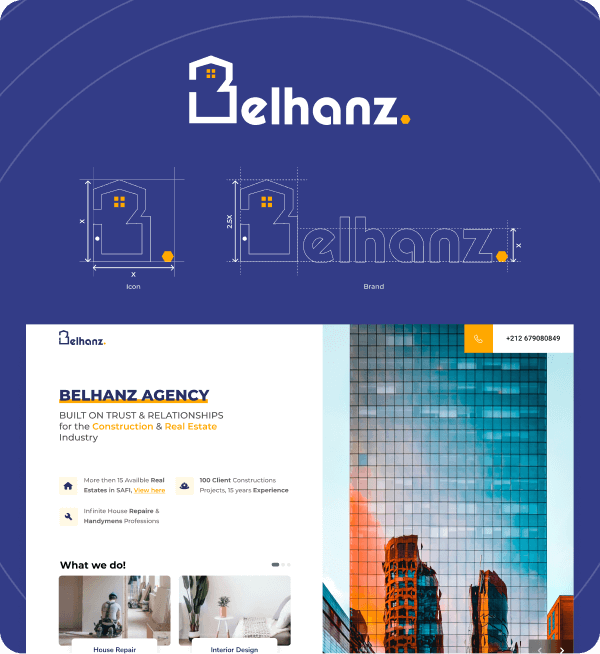 Belhanz.
X
X
Icon
2.5X
Belhanz.
X
Brand
Belhanz.
+212 679080849
BELHANZ AGENCY
BUILT ON TRUST & RELATIONSHIPS
for the Construction & Real Estate
Industry
More then 15 Availble Real
Estates in SAFI, View here
100 Client Constructions
Projects, 15 years Experience
Infinite House Repaire &
Handymens Professions
What we do!
House Repair
Interior Design